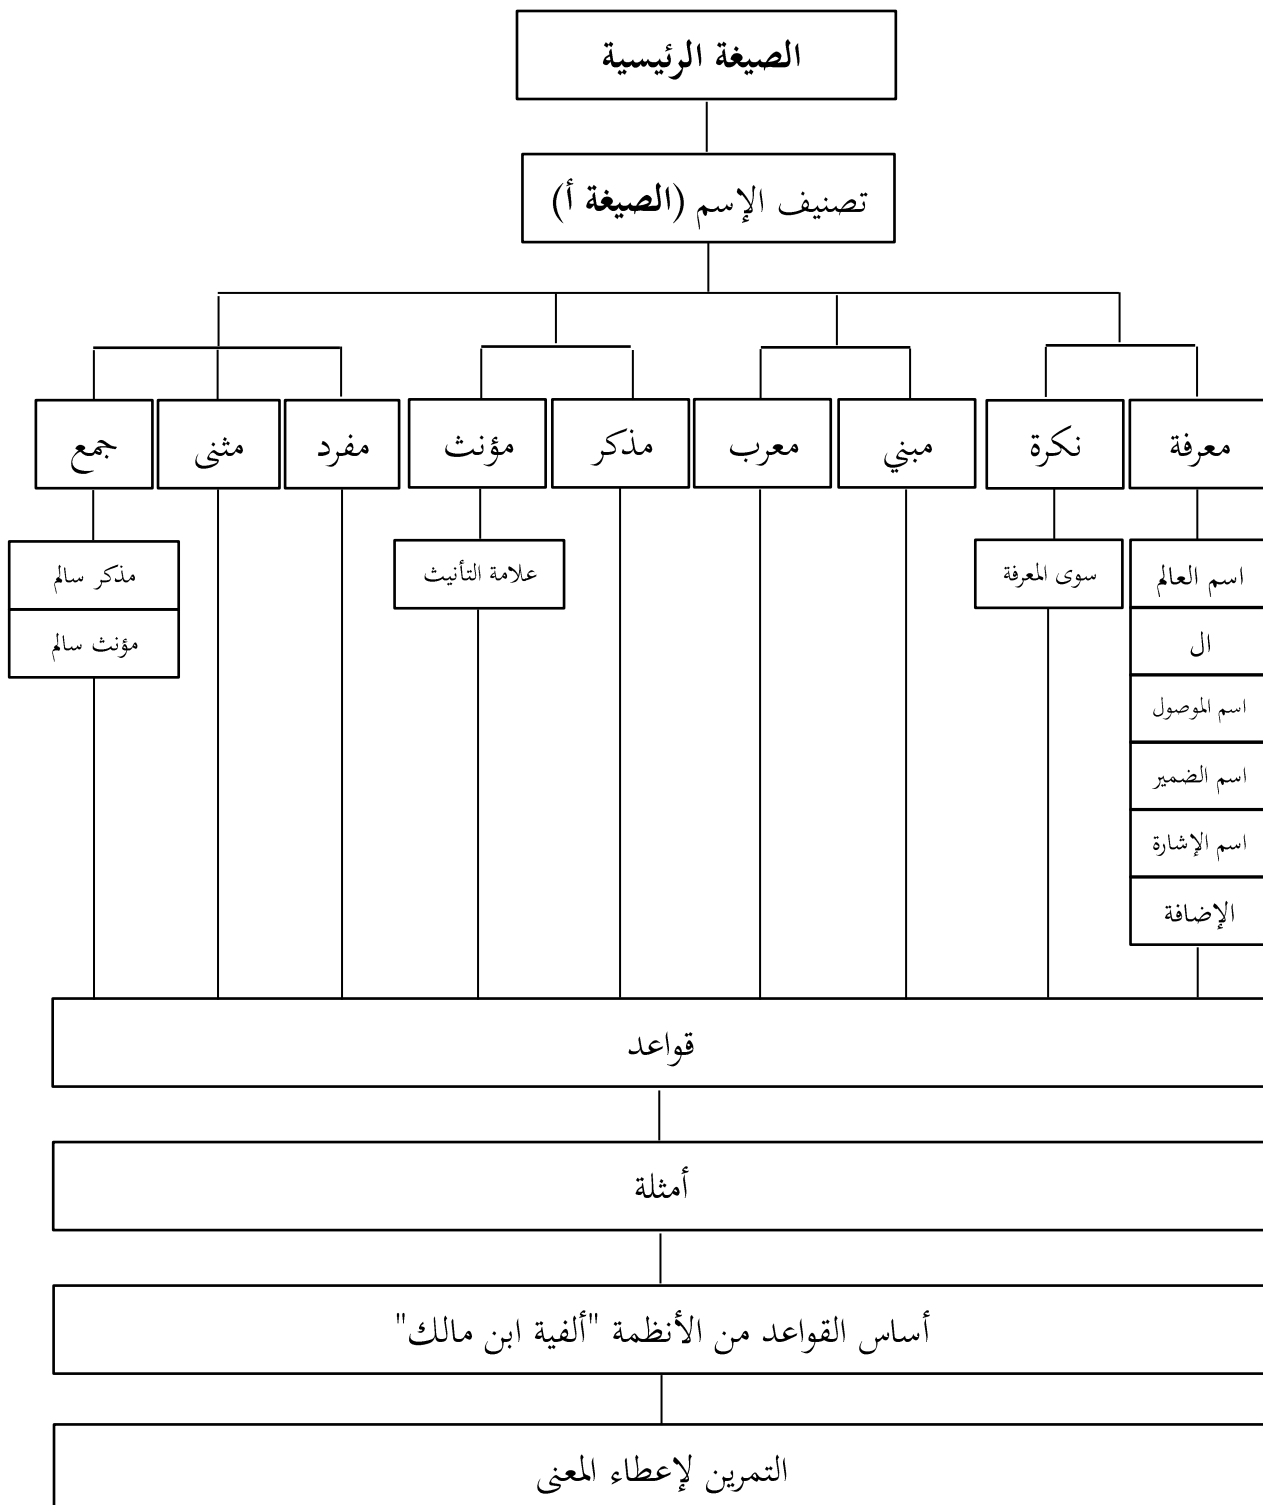 الصيغة الرئيسية
تصنيف الإسم (الصيغة أ)
معرفة
نكرة
مبني
معرب
مذكر
مؤنث
مفرد
مثنى
جمع
اسم العالم
ال
اسم الموصول
اسم الضمير
اسم الإشارة
الإضافة
سوى المعرفة
علامة التأنيث
مذكر سالم
مؤنث سالم
قواعد
أمثلة
أساس القواعد من الأنظمة "ألفية ابن مالك"
التمرين لإعطاء المعنى